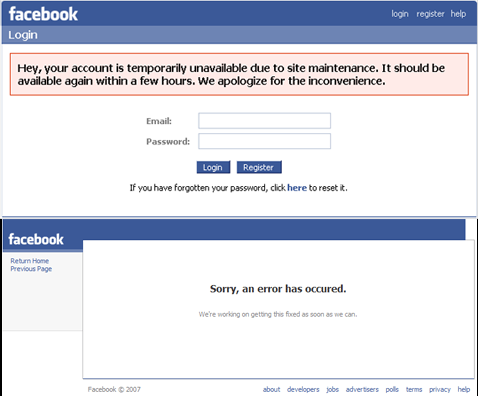 facebook
login register help
Login
Hey, your account is temporarily unavailable due to site maintenance. It should be
available again within a few hours. We apologize for the inconvenience.
Email:
Password:
Login Register
If you have forgotten your password, click here to reset it.
facebook
Return Home
Previous Page
Sorry, an error has occured.
We're working on getting this fixed as soon as we can.
Facebook © 2007 about developers jobs advertisers polls terms privacy help